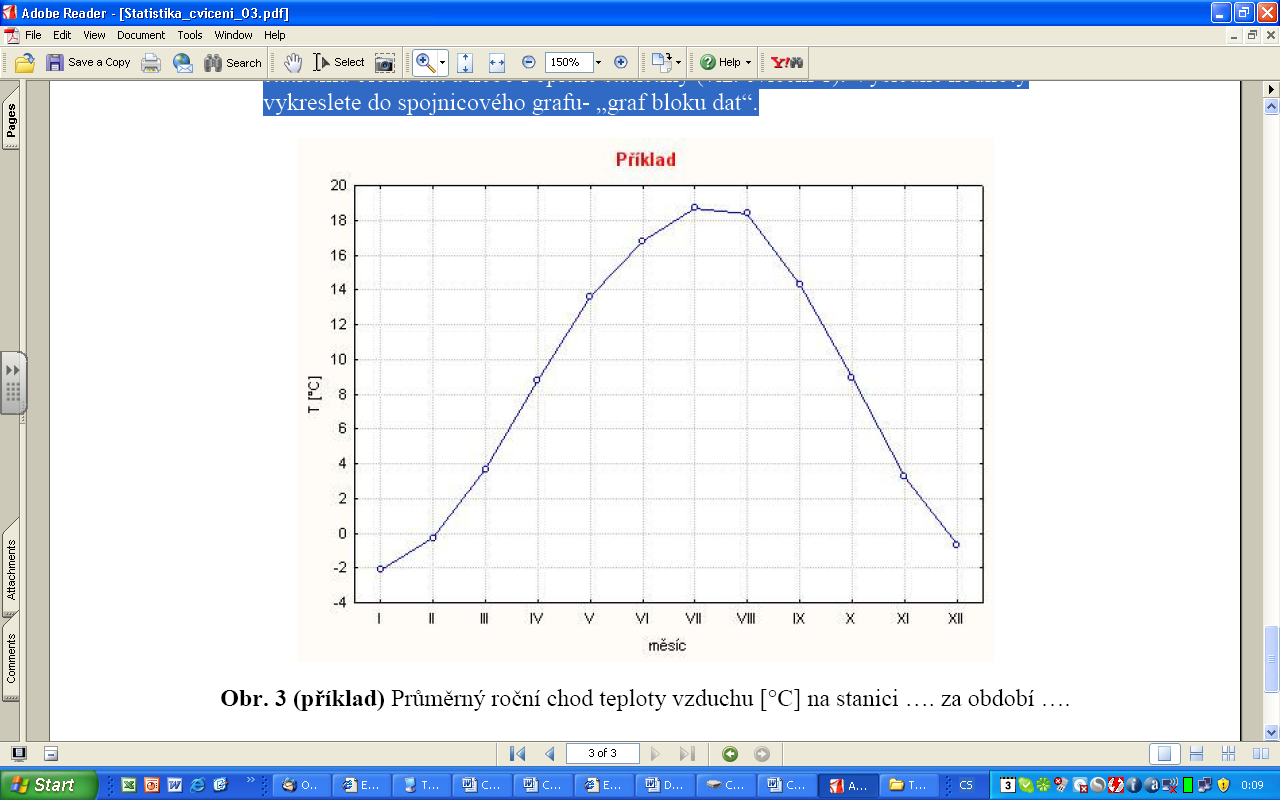 Adobe Reader - [Statistika_cviceni_03.pdf]
File Edit View Document Tools Window Help
Save a Copy Search Select 150% Help Y!
vykreslete do spojnicového grafu- „graf bloku dat“.
Pages
Attachments
Comments
Příklad
20
18
16
14
12
10
8
6
4
2
0
-2
-4
T [°C]
I II III IV V VI VII VIII IX X XI XII
měsíc
Obr. 3 (příklad) Průměrný roční chod teploty vzduchu [°C] na stanici …. za období ….
3 of 3
Start O... E... T... C... C... E... D... C... C... A... T... CS 3 0:09